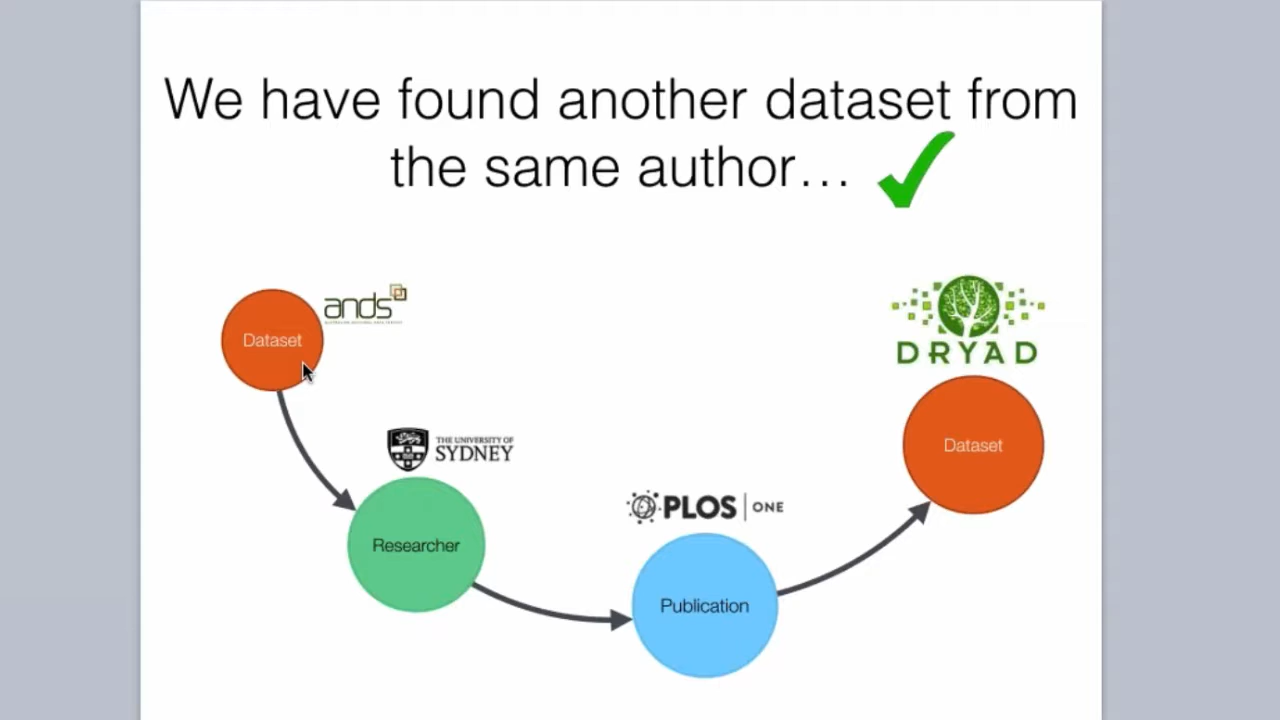 We have found another dataset from
the same author...
ands
Dataset
DRYAD
THE UNIVERSITY OF
SYDNEY
Dataset
PLOS ONE
Researcher
Publication